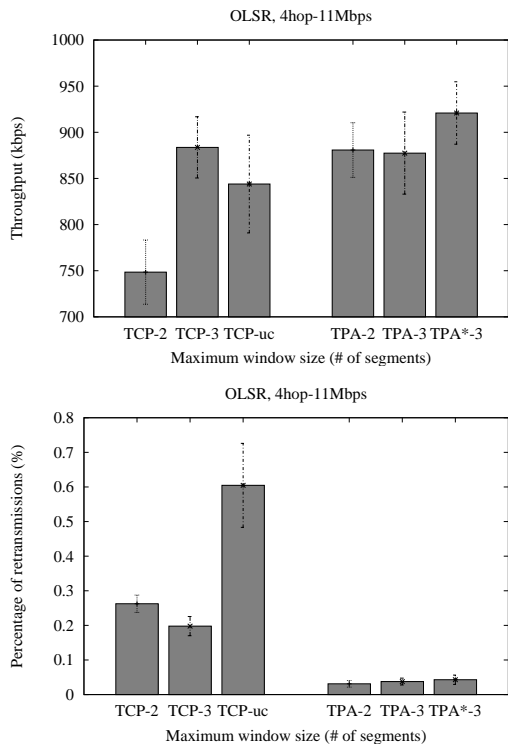 OLSR, 4hop-11Mbps
1000
950
900
850
800
750
700
Throughput (kbps)
TCP-2 TCP-3 TCP-uc TPA-2 TPA-3 TPA*-3
Maximum window size (# of segments)
OLSR, 4hop-11Mbps
0.8
0.7
0.6
0.5
0.4
0.3
0.2
0.1
0
Percentage of retransmissions (%)
TCP-2 TCP-3 TCP-uc TPA-2 TPA-3 TPA*-3
Maximum window size (# of segments)